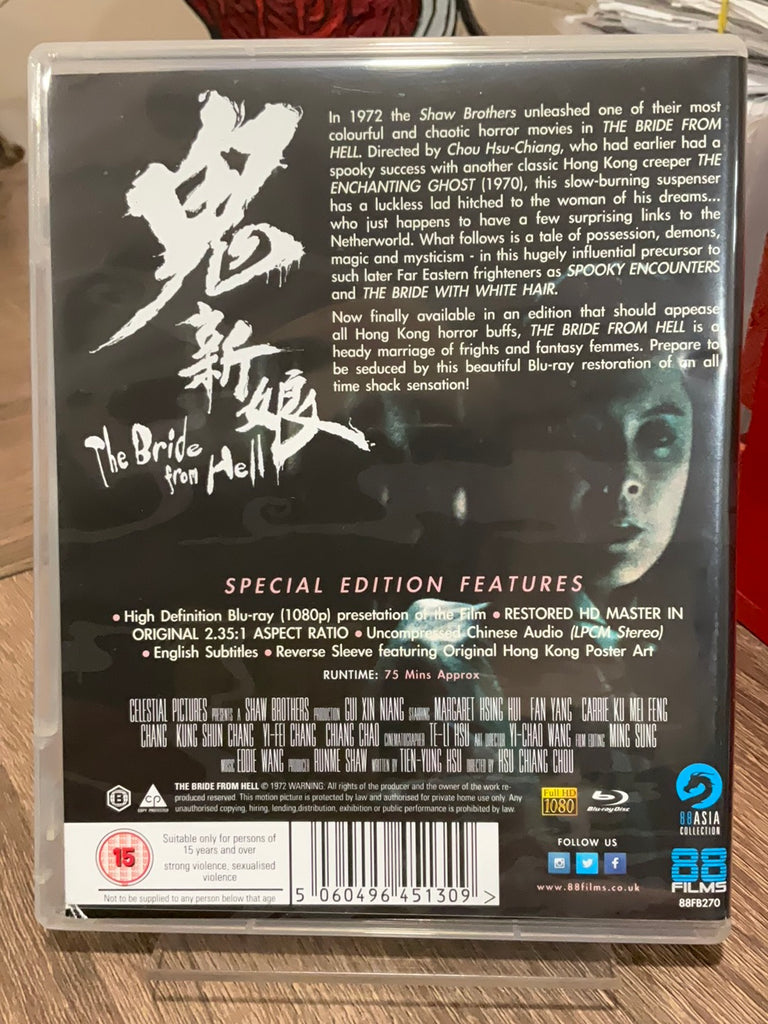 鬼
新
娘
The Bride
from Hell
In 1972 the Shaw Brothers unleashed one of their most
colourful and chaotic horror movies in THE BRIDE FROM
HELL. Directed by Chou Hsu-Chiang, who had earlier had a
spooky success with another classic Hong Kong creeper THE
ENCHANTING GHOST (1970), this slow-burning suspenser
has a luckless lad hitched to the woman of his dreams...
who just happens to have a few surprising links to the
Netherworld. What follows is a tale of possession, demons,
magic and mysticism - in this hugely influential precursor to
such later Far Eastern frighteners as SPOOKY ENCOUNTERS
and THE BRIDE WITH WHITE HAIR.
Now finally available in an edition that should appease
all Hong Kong horror buffs, THE BRIDE FROM HELL is a
heady marriage of frights and fantasy femmes. Prepare to
be seduced by this beautiful Blu-ray restoration of an all
time shock sensation!
SPECIAL EDITION FEATURES
• High Definition Blu-ray (1080p) presetation of the Film • RESTORED HD MASTER IN
ORIGINAL 2.35:1 ASPECT RATIO • Uncompressed Chinese Audio (LPCM Stereo)
• English Subtitles • Reverse Sleeve featuring Original Hong Kong Poster Art
RUNTIME: 75 Mins Approx
CELESTIAL PICTURES PRESENTS A SHAW BROTHERS PRODUCTION GUI XIN NIANG STARRING MARGARET HSING HUI FAN YANG CARRIE KU MEI FENG
CHANG KUNG SHUN CHANG YI-FEI CHANG CHIANG CHAO CINEMATOGRAPHER TE-LI HSU ART DIRECTOR YI-CHAO WANG FILM EDITING MING SUNG
MUSIC EDDIE WANG PRODUCER RUNME SHAW WRITTEN BY TIEN-YUNG HSU DIRECTED BY HSU CHIANG CHOU
B
CP
COPY PROTECTED
THE BRIDE FROM HELL © 1972 WARNING: All rights of the producer and the owner of the work re-
produced reserved. This motion picture is protected by law and authorised for private home use only. Any
unauthorised copying, hiring, lending,distribution, exhibition or public performance is prohibited by law.
Full HD
1080
Blu-ray Disc
88ASIA
COLLECTION
15
Suitable only for persons of
15 years and over
strong violence, sexualised
violence
Not to be supplied to any person below that age
5 060496 451309 >
FOLLOW US
www.88films.co.uk
88
FILMS
88FB270